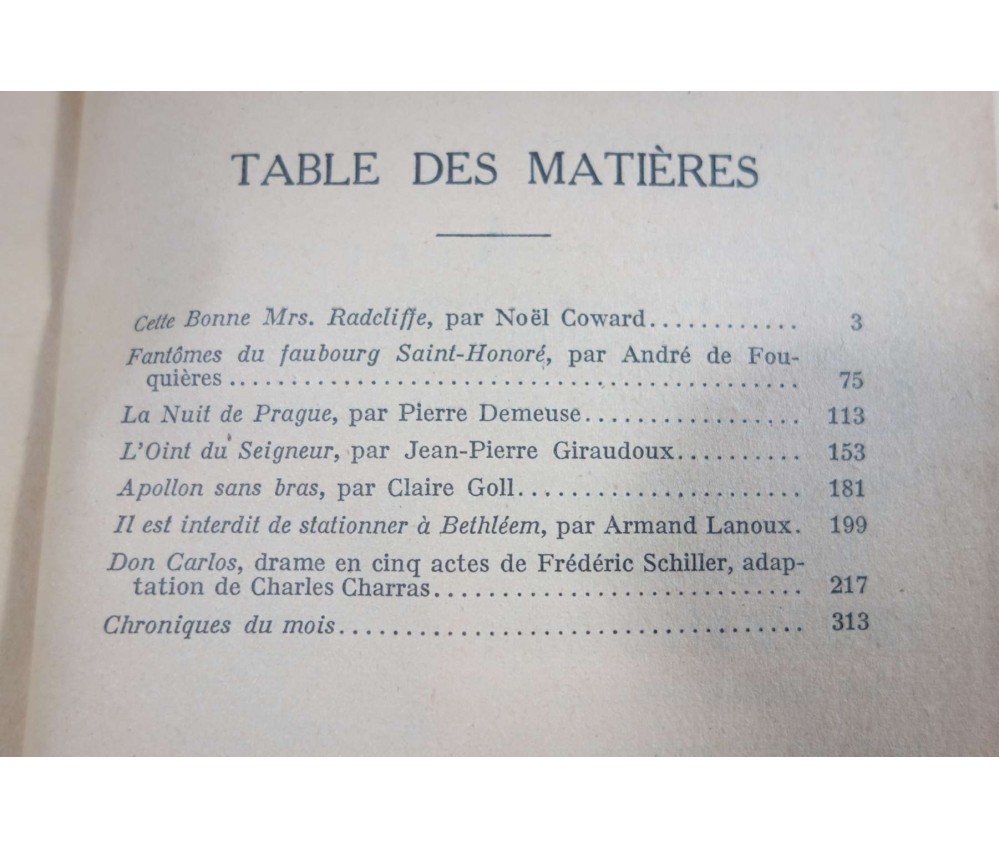 TABLE DES MATIÈRES
Cette Bonne Mrs. Radcliffe, par Noël Coward............ 3
Fantômes du faubourg Saint-Honoré, par André de Fou-
quières............................................ 75
La Nuit de Prague, par Pierre Demeuse................. 113
L'Oint du Seigneur, par Jean-Pierre Giraudoux.......... 153
Apollon sans bras, par Claire Goll...................... 181
Il est interdit de stationner à Bethléem, par Armand Lanoux. 199
Don Carlos, drame en cinq actes de Frédéric Schiller, adap-
tation de Charles Charras............................. 217
Chroniques du mois.................................... 313